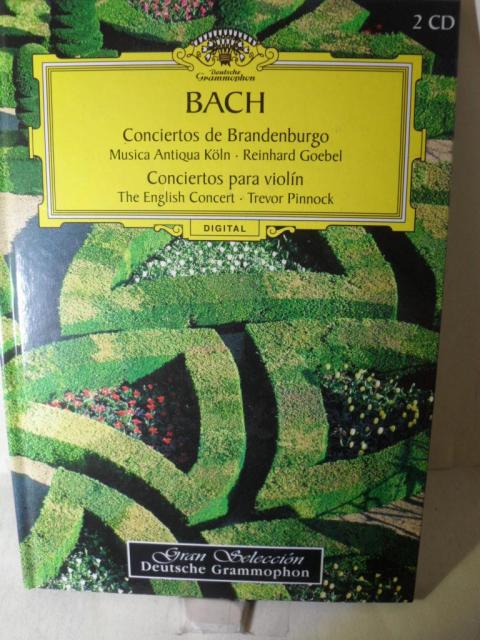 2 CD
Deutsche
Grammophon
BACH
Conciertos de Brandenburgo
Musica Antiqua Köln · Reinhard Goebel
Conciertos para violín
The English Concert · Trevor Pinnock
DIGITAL
Gran Selección
Deutsche Grammophon